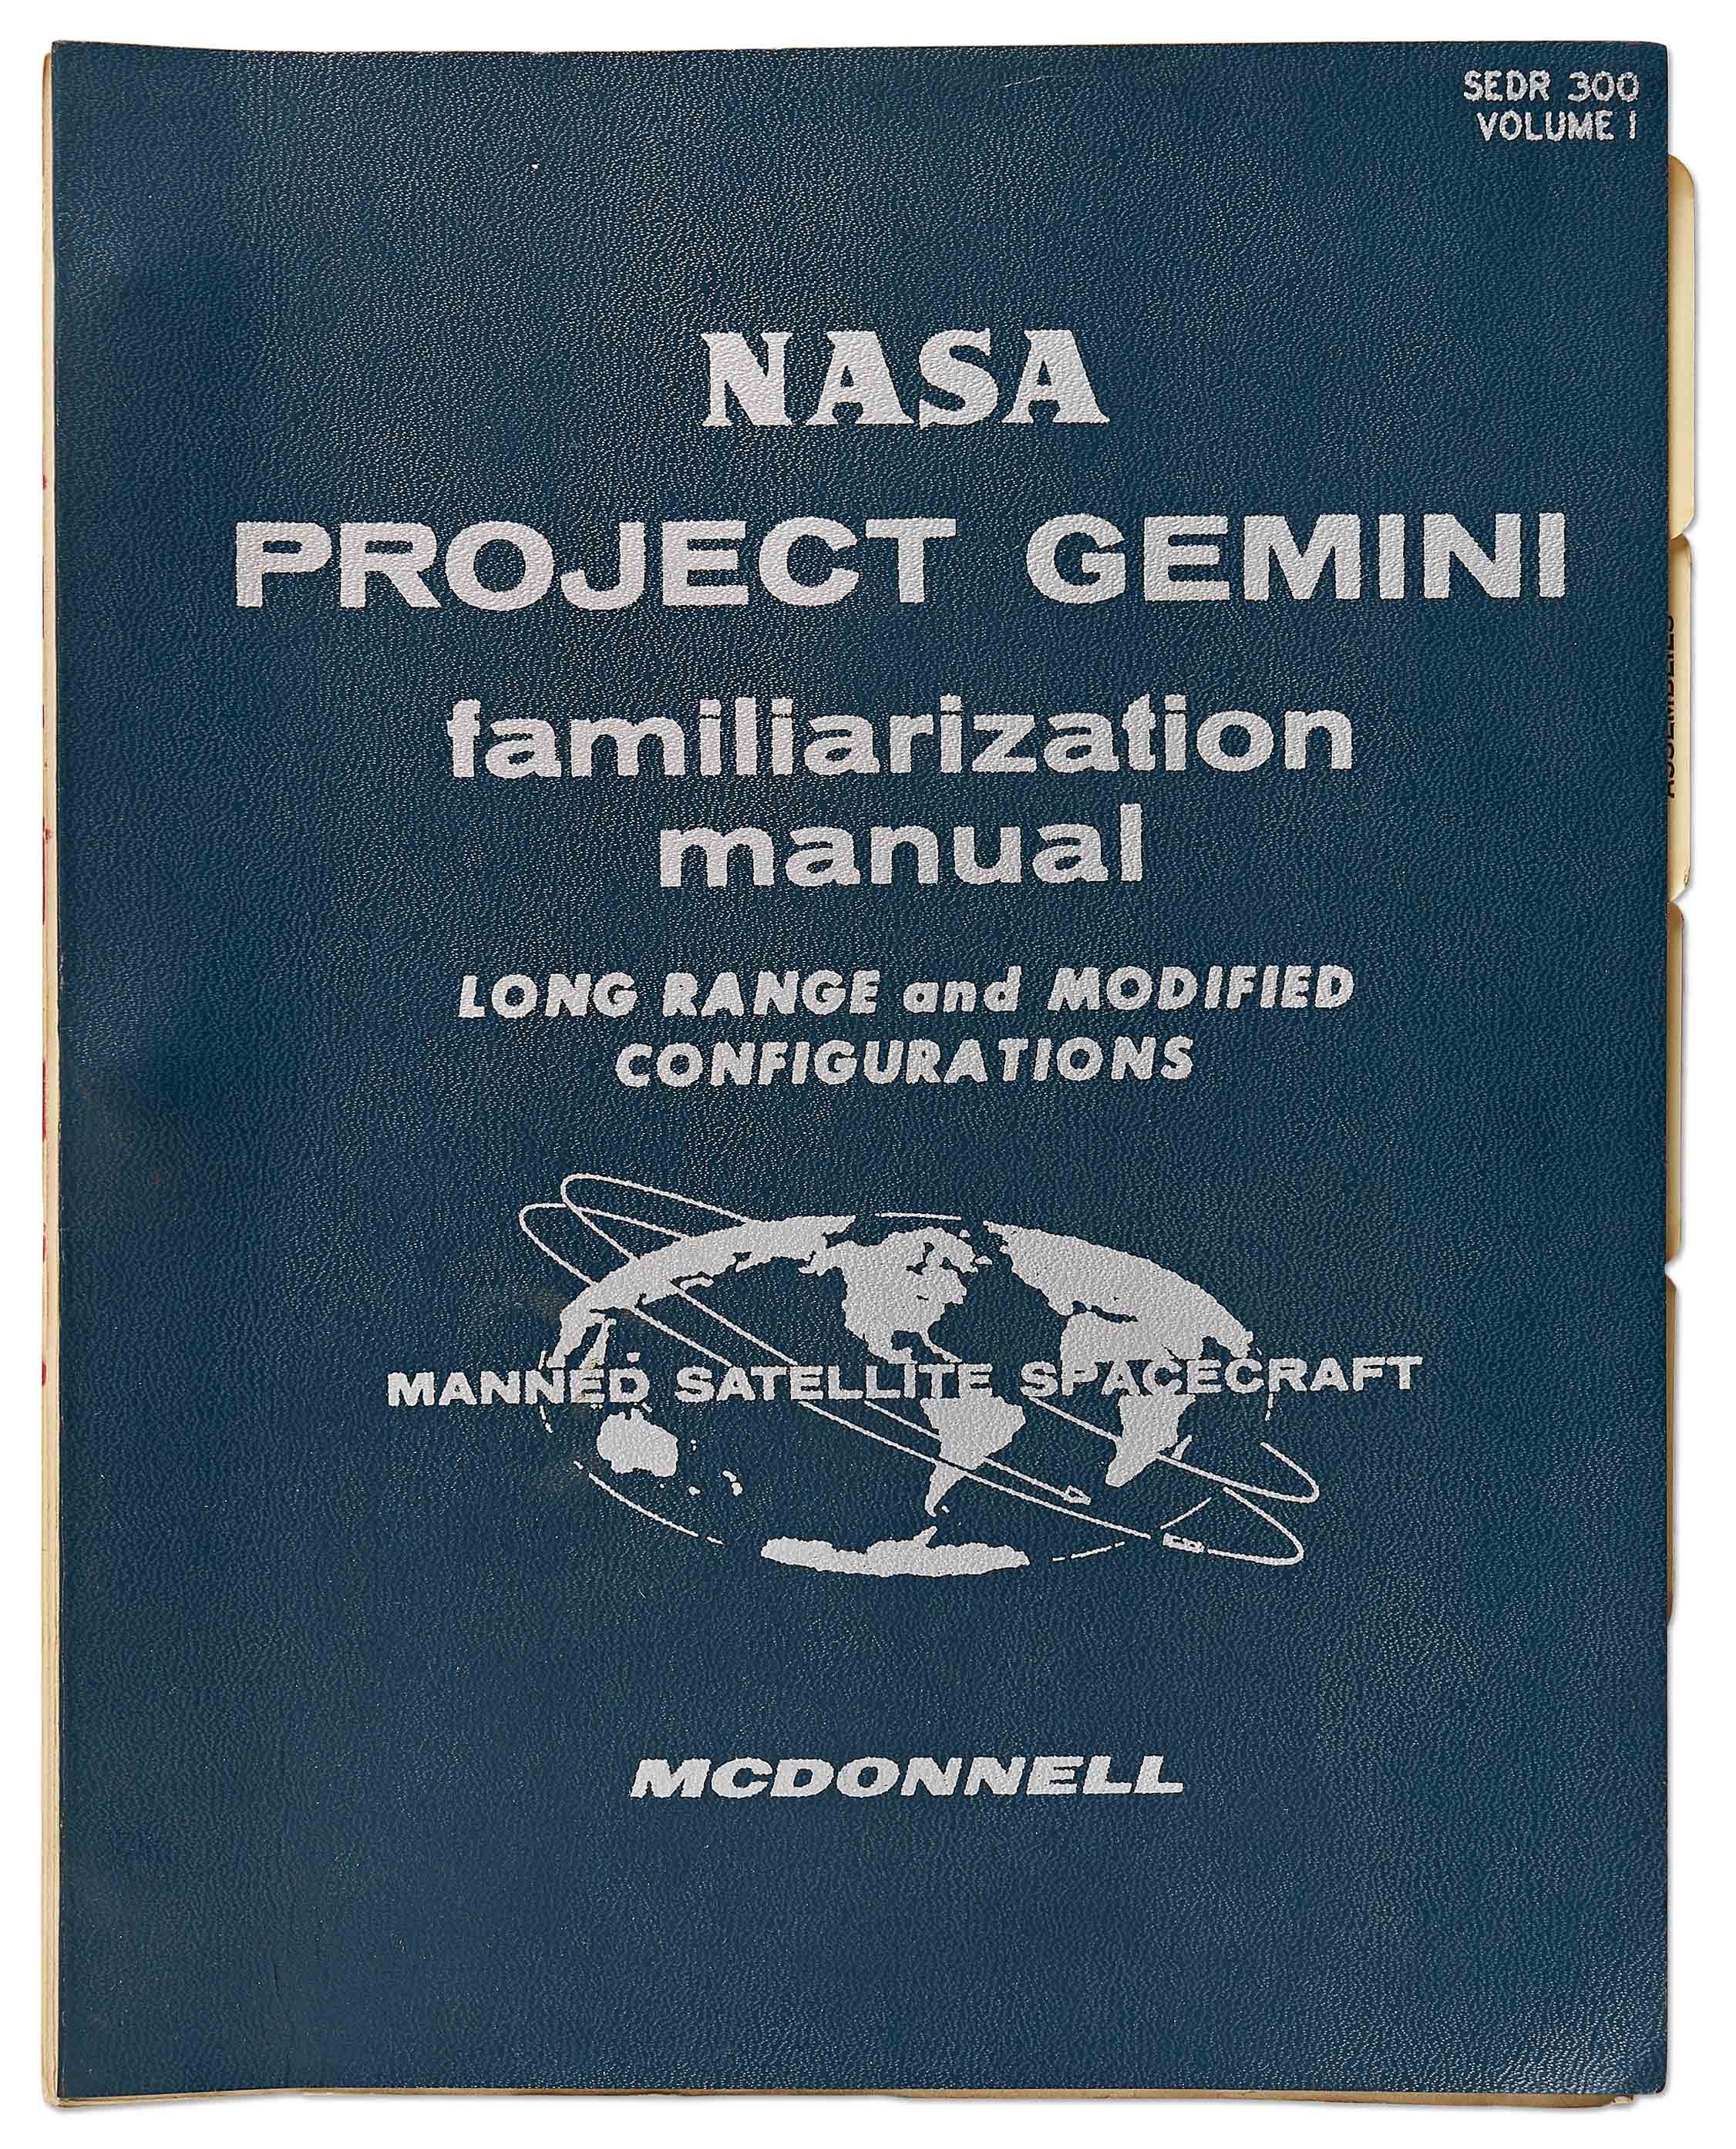 SEDR 300
VOLUME I
NASA
PROJECT GEMINI
familiarization
manual
LONG RANGE and MODIFIED
CONFIGURATIONS
MANNED SATELLITE SPACECRAFT
MCDONNELL